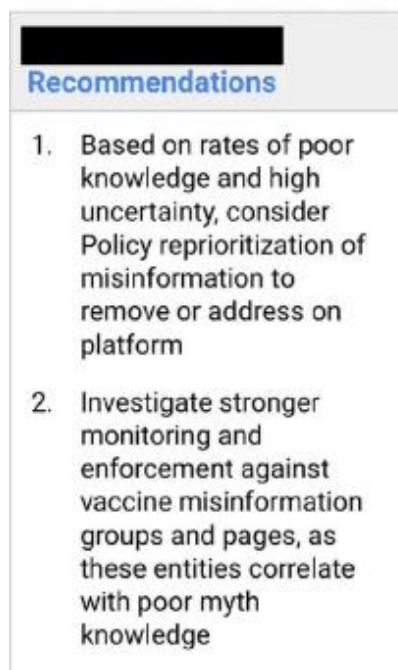 Recommendations
1. Based on rates of poor
knowledge and high
uncertainty, consider
Policy reprioritization of
misinformation to
remove or address on
platform
2. Investigate stronger
monitoring and
enforcement against
vaccine misinformation
groups and pages, as
these entities correlate
with poor myth
knowledge